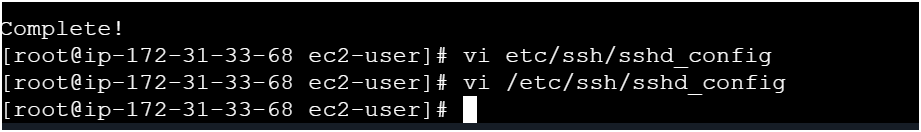 Complete!
[root@ip-172-31-33-68 ec2-user]# vi etc/ssh/sshd_config
[root@ip-172-31-33-68 ec2-user]# vi /etc/ssh/sshd_config
[root@ip-172-31-33-68 ec2-user]#